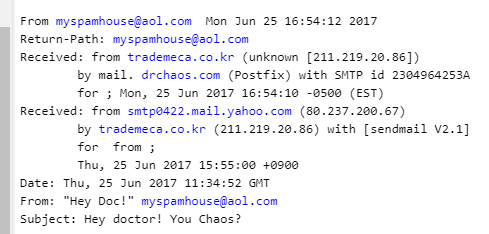 From myspamhouse@aol.com  Mon Jun 25 16:54:12 2017
Return-Path: myspamhouse@aol.com
Received: from trademeca.co.kr (unknown [211.219.20.86])
        by mail. drchaos.com (Postfix) with SMTP id 2304964253A
        for ; Mon, 25 Jun 2017 16:54:10 -0500 (EST)
Received: from smtp0422.mail.yahoo.com (80.237.200.67)
        by trademeca.co.kr (211.219.20.86) with [sendmail V2.1]
        for  from ;
        Thu, 25 Jun 2017 15:55:00 +0900
Date: Thu, 25 Jun 2017 11:34:52 GMT
From: "Hey Doc!" myspamhouse@aol.com
Subject: Hey doctor! You Chaos?